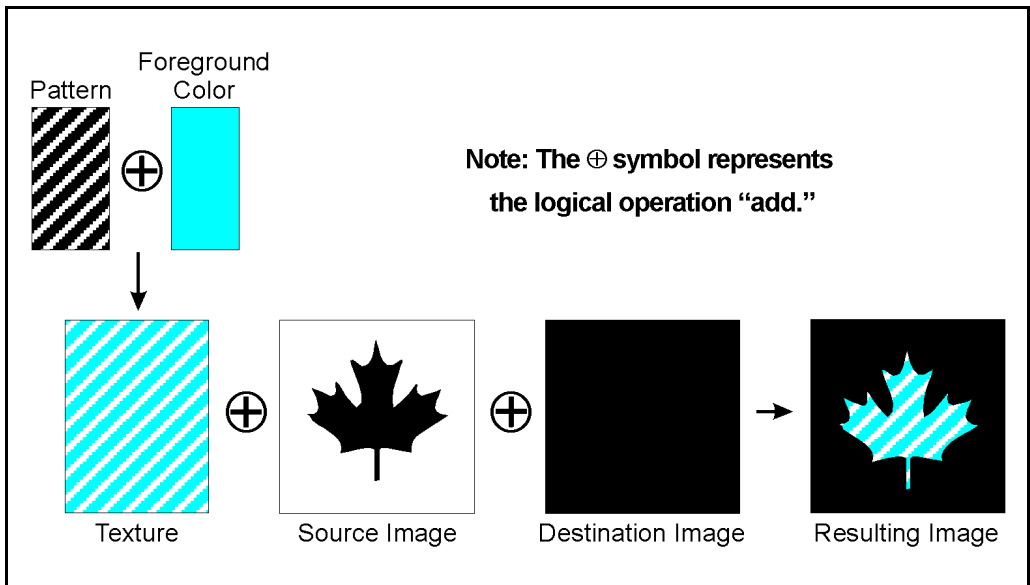 Foreground
Color
Pattern
Note: The ⊕ symbol represents
the logical operation “add.”
Texture
Source Image
Destination Image
Resulting Image